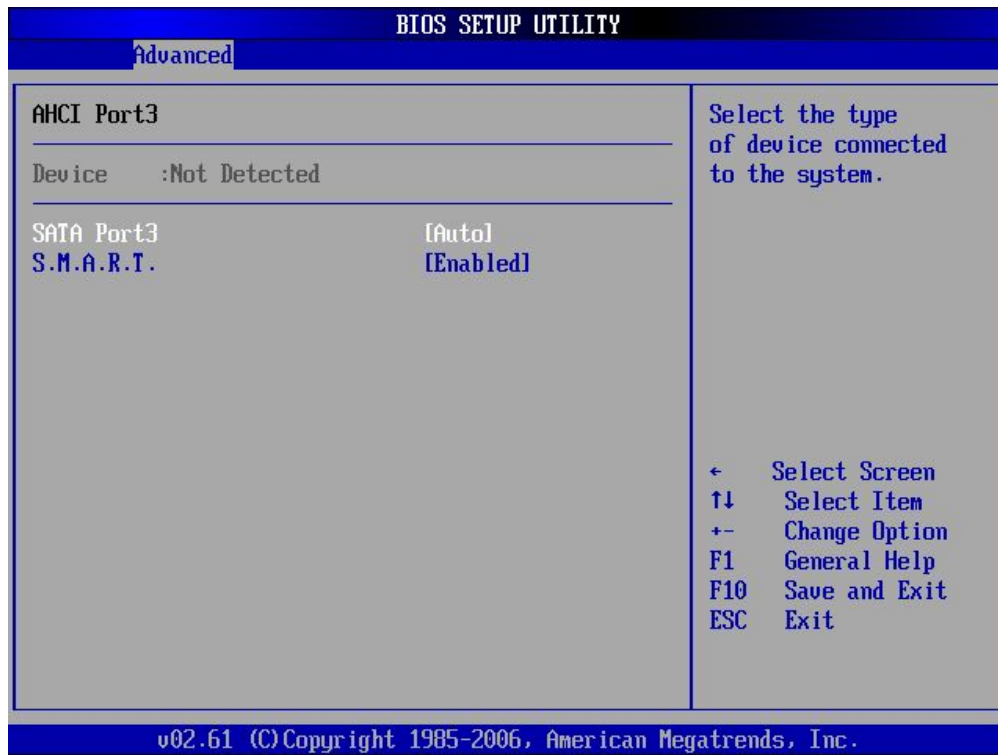 BIOS SETUP UTILITY
Advanced
AHCI Port3
Device :Not Detected
SATA Port3 [Auto]
S.M.A.R.T. [Enabled]
Select the type
of device connected
to the system.
← Select Screen
↑↓ Select Item
+- Change Option
F1 General Help
F10 Save and Exit
ESC Exit
v02.61 (C)Copyright 1985-2006, American Megatrends, Inc.